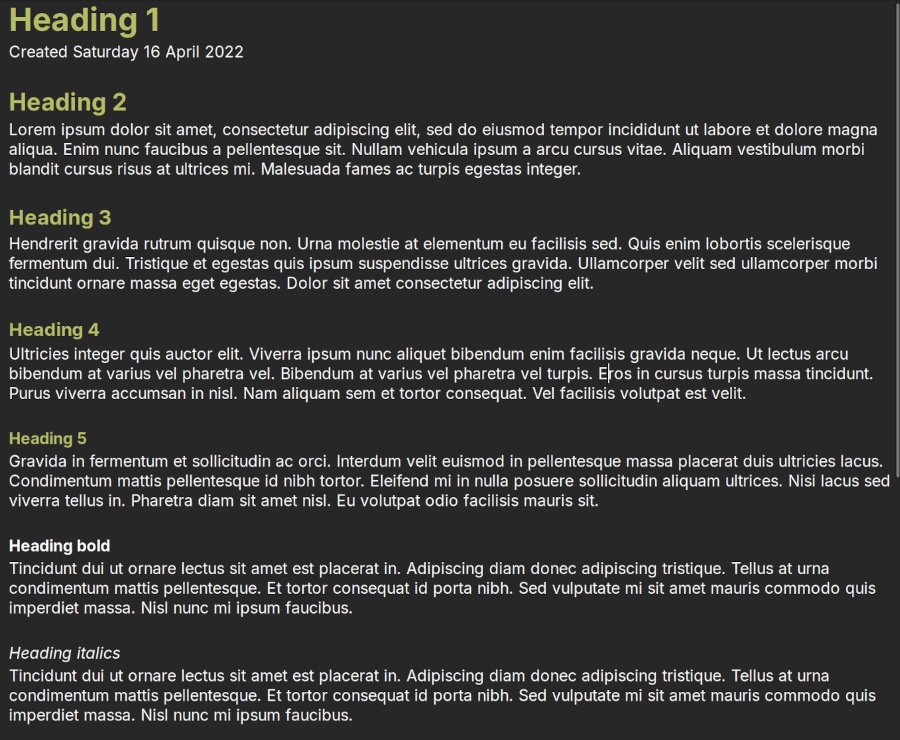 Heading 1
Created Saturday 16 April 2022
Heading 2
Lorem ipsum dolor sit amet, consectetur adipiscing elit, sed do eiusmod tempor incididunt ut labore et dolore magna
aliqua. Enim nunc faucibus a pellentesque sit. Nullam vehicula ipsum a arcu cursus vitae. Aliquam vestibulum morbi
blandit cursus risus at ultrices mi. Malesuada fames ac turpis egestas integer.
Heading 3
Hendrerit gravida rutrum quisque non. Urna molestie at elementum eu facilisis sed. Quis enim lobortis scelerisque
fermentum dui. Tristique et egestas quis ipsum suspendisse ultrices gravida. Ullamcorper velit sed ullamcorper morbi
tincidunt ornare massa eget egestas. Dolor sit amet consectetur adipiscing elit.
Heading 4
Ultricies integer quis auctor elit. Viverra ipsum nunc aliquet bibendum enim facilisis gravida neque. Ut lectus arcu
bibendum at varius vel pharetra vel. Bibendum at varius vel pharetra vel turpis. Eros in cursus turpis massa tincidunt.
Purus viverra accumsan in nisl. Nam aliquam sem et tortor consequat. Vel facilisis volutpat est velit.
Heading 5
Gravida in fermentum et sollicitudin ac orci. Interdum velit euismod in pellentesque massa placerat duis ultricies lacus.
Condimentum mattis pellentesque id nibh tortor. Eleifend mi in nulla posuere sollicitudin aliquam ultrices. Nisi lacus sed
viverra tellus in. Pharetra diam sit amet nisl. Eu volutpat odio facilisis mauris sit.
Heading bold
Tincidunt dui ut ornare lectus sit amet est placerat in. Adipiscing diam donec adipiscing tristique. Tellus at urna
condimentum mattis pellentesque. Et tortor consequat id porta nibh. Sed vulputate mi sit amet mauris commodo quis
imperdiet massa. Nisl nunc mi ipsum faucibus.
Heading italics
Tincidunt dui ut ornare lectus sit amet est placerat in. Adipiscing diam donec adipiscing tristique. Tellus at urna
condimentum mattis pellentesque. Et tortor consequat id porta nibh. Sed vulputate mi sit amet mauris commodo quis
imperdiet massa. Nisl nunc mi ipsum faucibus.